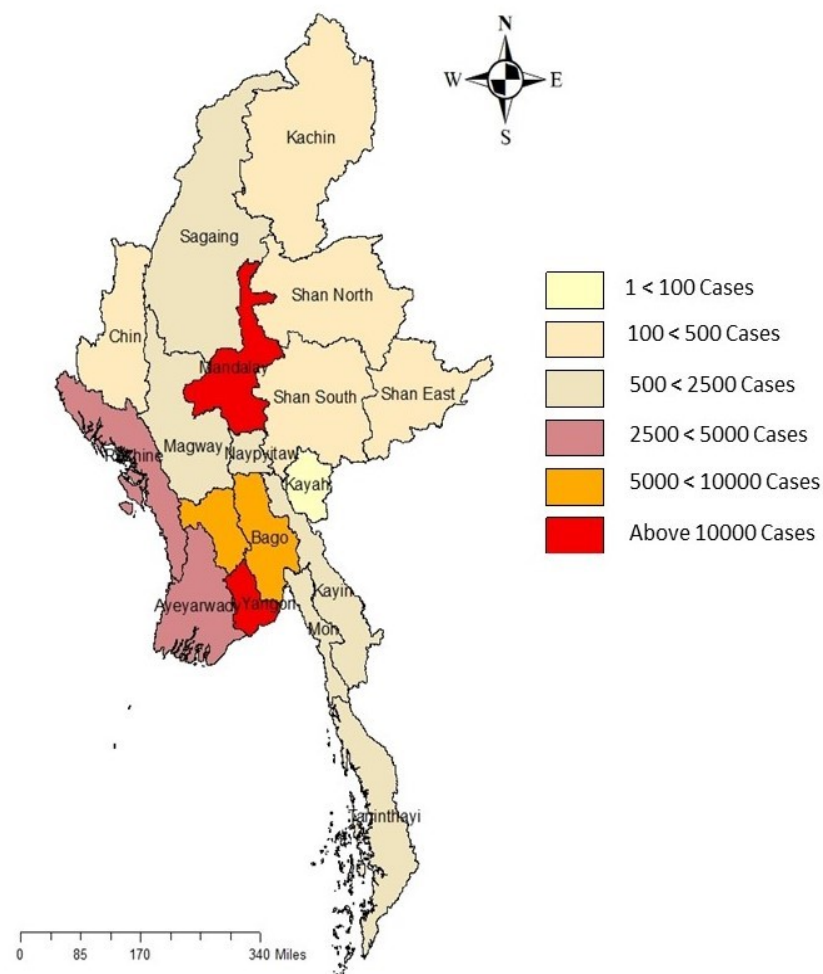 N
W E
S
Kachin
Sagaing
Shan North
Chin
Mandalay
Shan South
Shan East
Magway
Naypyitaw
Rakhine
Kayah
Bago
Ayeyarwady
Yangon
Kayin
Mon
Taninthayi
1 < 100 Cases
100 < 500 Cases
500 < 2500 Cases
2500 < 5000 Cases
5000 < 10000 Cases
Above 10000 Cases
0 85 170 340 Miles